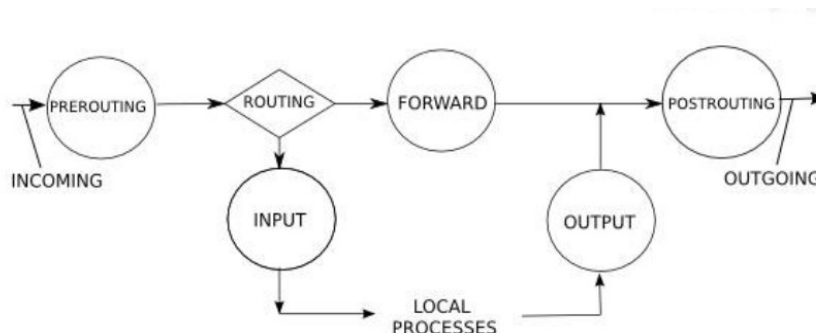 PREROUTING
ROUTING
FORWARD
POSTROUTING
INCOMING
OUTGOING
INPUT
OUTPUT
LOCAL
PROCESSES